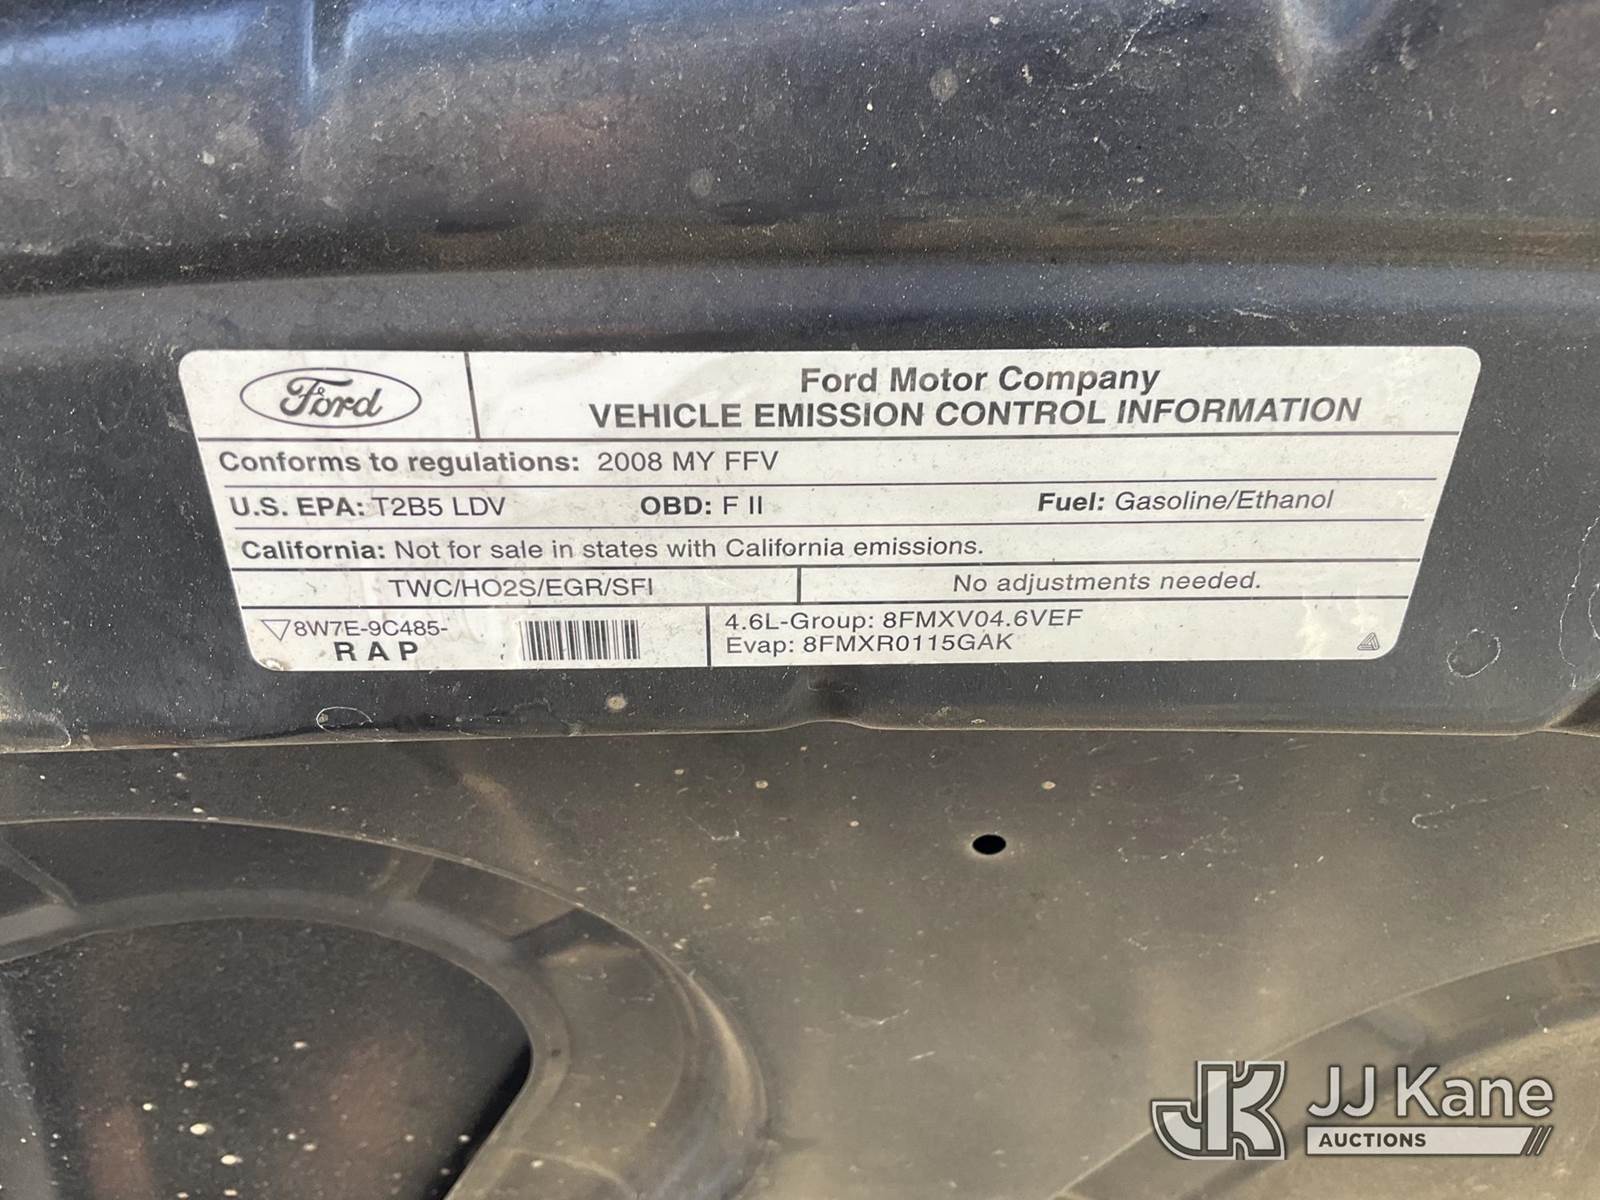 Ford
Ford Motor Company
VEHICLE EMISSION CONTROL INFORMATION
Conforms to regulations: 2008 MY FFV
U.S. EPA: T2B5 LDV OBD: F II Fuel: Gasoline/Ethanol
California: Not for sale in states with California emissions.
TWC/HO2S/EGR/SFI No adjustments needed.
8W7E-9C485-
R A P
4.6L-Group: 8FMXV04.6VEF
Evap: 8FMXR0115GAK
JK JJ Kane
AUCTIONS